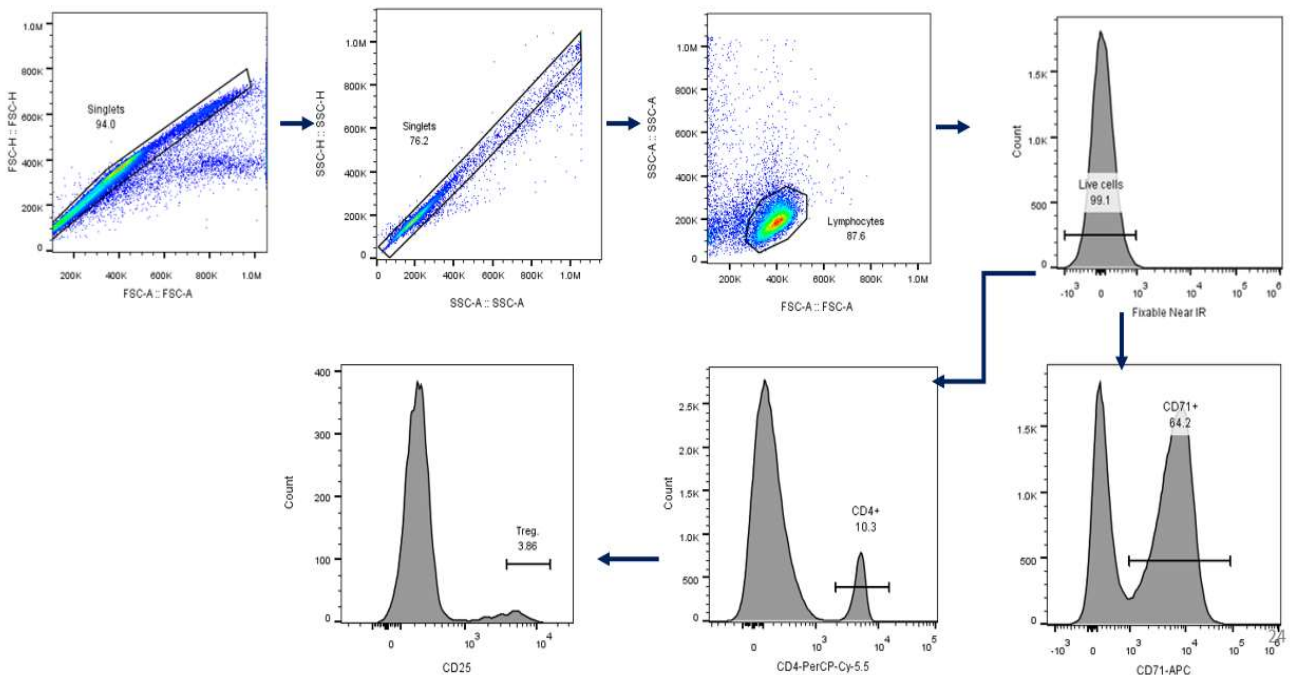 FSC-H :: FSC-H
1.0M
800K
600K
400K
200K
0
Singlets
94.0
200K 400K 600K 800K 1.0M
FSC-A :: FSC-A
SSC-H :: SSC-H
1.0M
800K
600K
400K
200K
0
Singlets
76.2
200K 400K 600K 800K 1.0M
SSC-A :: SSC-A
SSC-A :: SSC-A
1.0M
800K
600K
400K
200K
0
Lymphocytes
87.6
200K 400K 600K 800K 1.0M
FSC-A :: FSC-A
Count
1.5K
1.0K
500
0
Live cells
99.1
-10³ 0 10³ 10⁴ 10⁵ 10⁶
Fixable Near IR
Count
400
300
200
100
0
Treg.
3.86
0 10³ 10⁴
CD25
Count
2.5K
2.0K
1.5K
1.0K
500
0
CD4+
10.3
0 10³ 10⁴ 10⁵
CD4-PerCP-Cy-5.5
Count
1.5K
1.0K
500
0
CD71+
64.2
-10³ 0 10³ 10⁴ 10⁵ 10⁶
CD71-APC
24